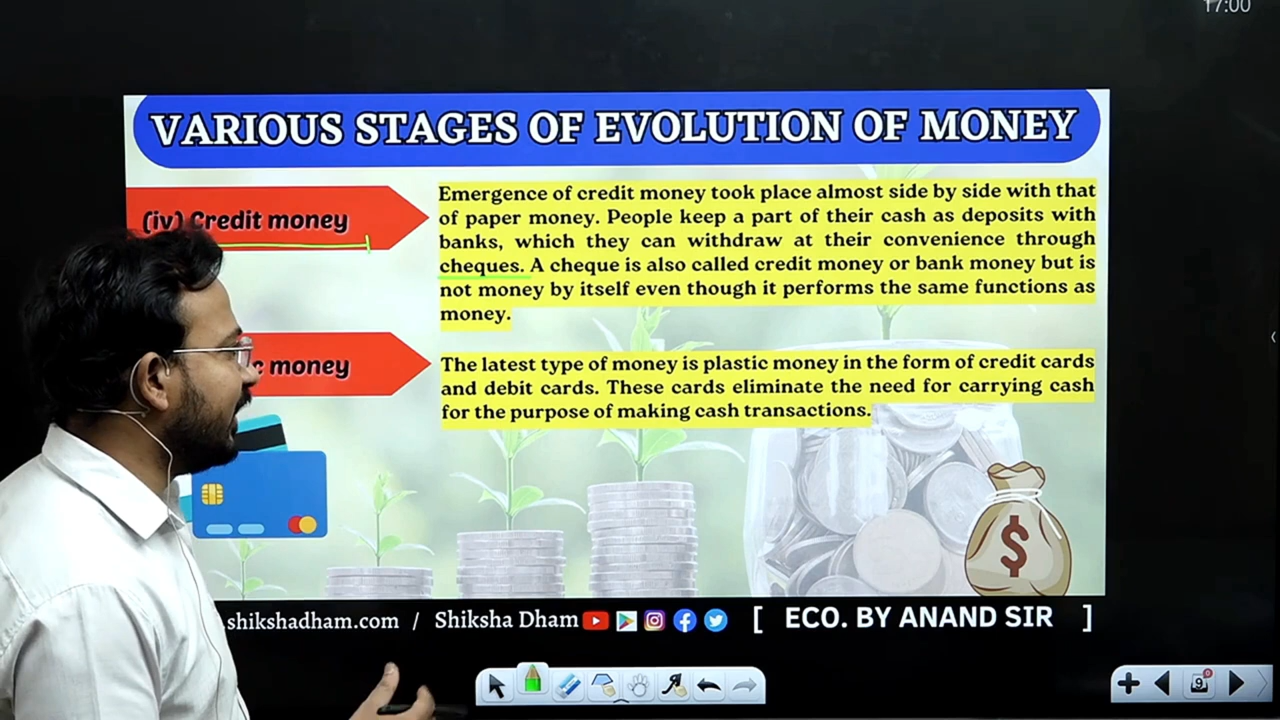 17:00
VARIOUS STAGES OF EVOLUTION OF MONEY
(iv) Credit money
Emergence of credit money took place almost side by side with that
of paper money. People keep a part of their cash as deposits with
banks, which they can withdraw at their convenience through
cheques. A cheque is also called credit money or bank money but is
not money by itself even though it performs the same functions as
money.
money
The latest type of money is plastic money in the form of credit cards
and debit cards. These cards eliminate the need for carrying cash
for the purpose of making cash transactions.
$
shikshadham.com / Shiksha Dham [ ECO. BY ANAND SIR ]
9